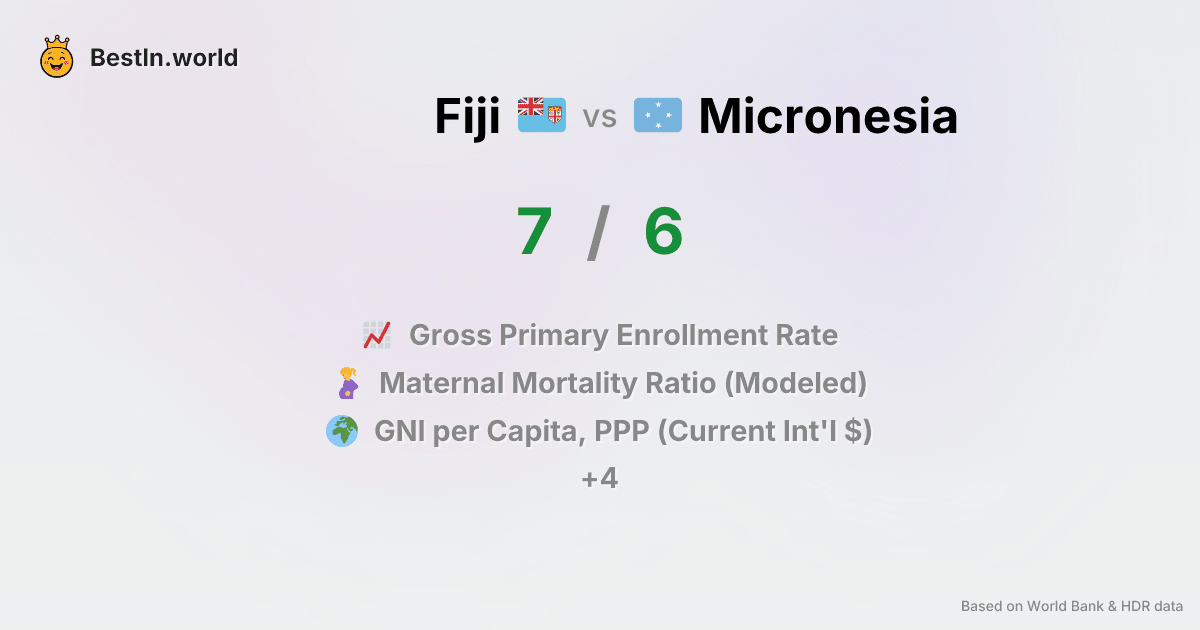 BestIn.world
Fiji vs Micronesia
7 / 6
Gross Primary Enrollment Rate
Maternal Mortality Ratio (Modeled)
GNI per Capita, PPP (Current Int'l $)
+4
Based on World Bank & HDR data